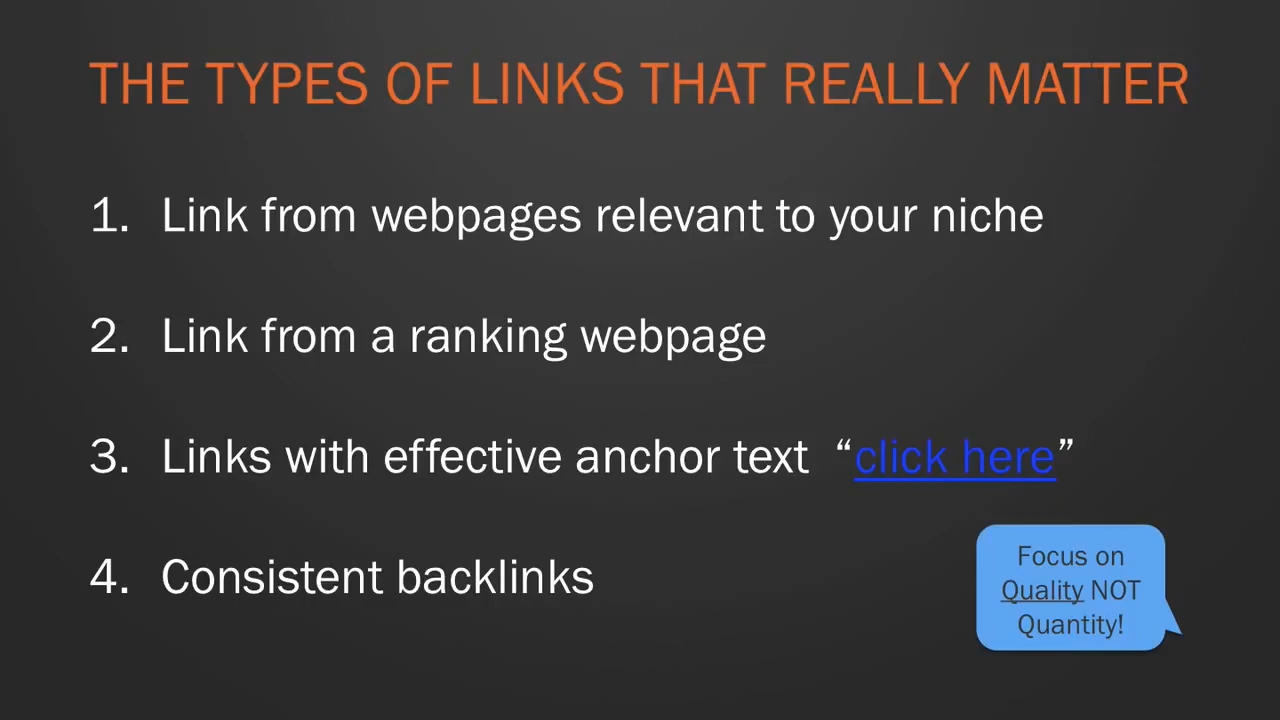 THE TYPES OF LINKS THAT REALLY MATTER
1. Link from webpages relevant to your niche
2. Link from a ranking webpage
3. Links with effective anchor text “click here”
4. Consistent backlinks
Focus on
Quality NOT
Quantity!